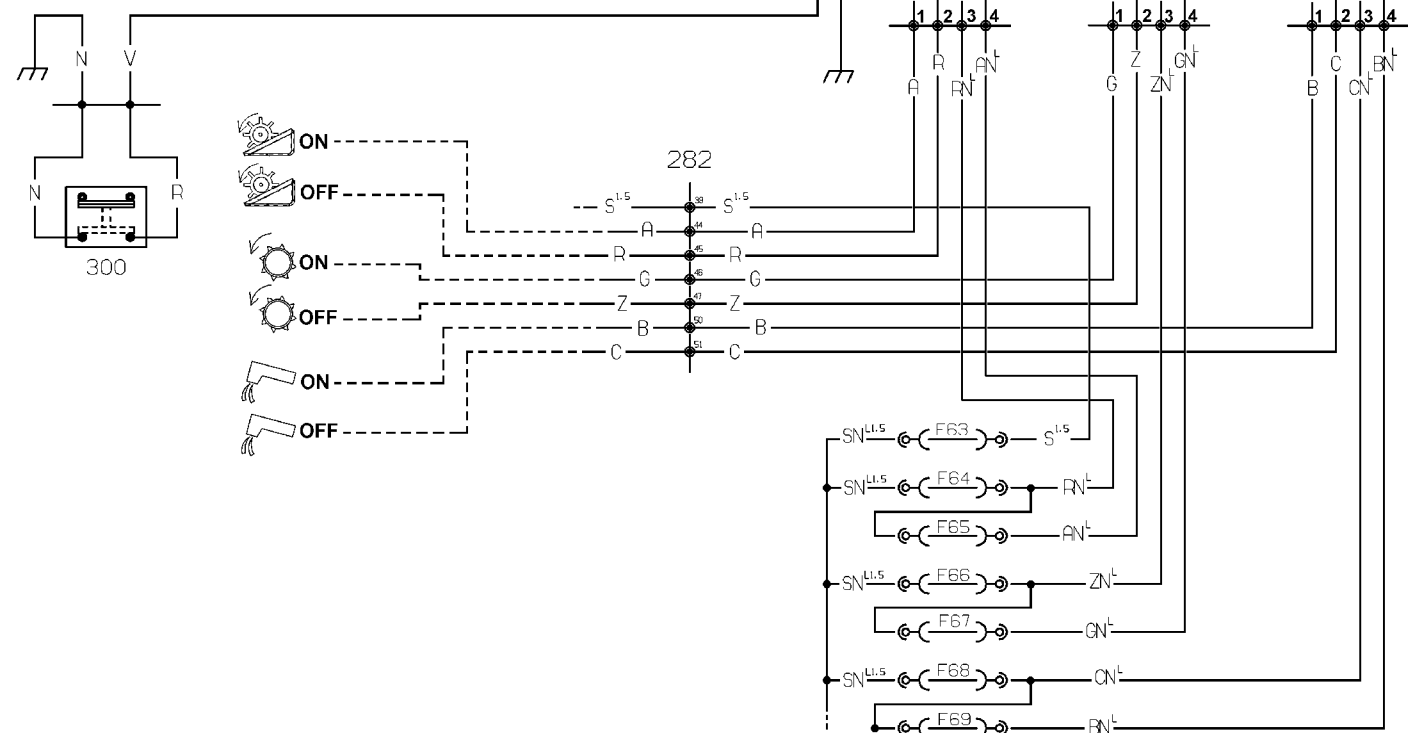 1 2 3 4 1 2 3 4 1 2 3 4
N V
R Z GN^L C BN^L
A RN^L AN^L G ZN^L B CN^L
ON
282
OFF
N R
S^1.5 39 S^1.5
A 44 A
R 45 R
300
ON
G 46 G
Z 47 Z
OFF
B 50 B
C 51 C
ON
OFF
SN^L1.5 F63 S^1.5
SN^L1.5 F64 RN^L
F65 AN^L
SN^L1.5 F66 ZN^L
F67 GN^L
SN^L1.5 F68 CN^L
F69 BN^L